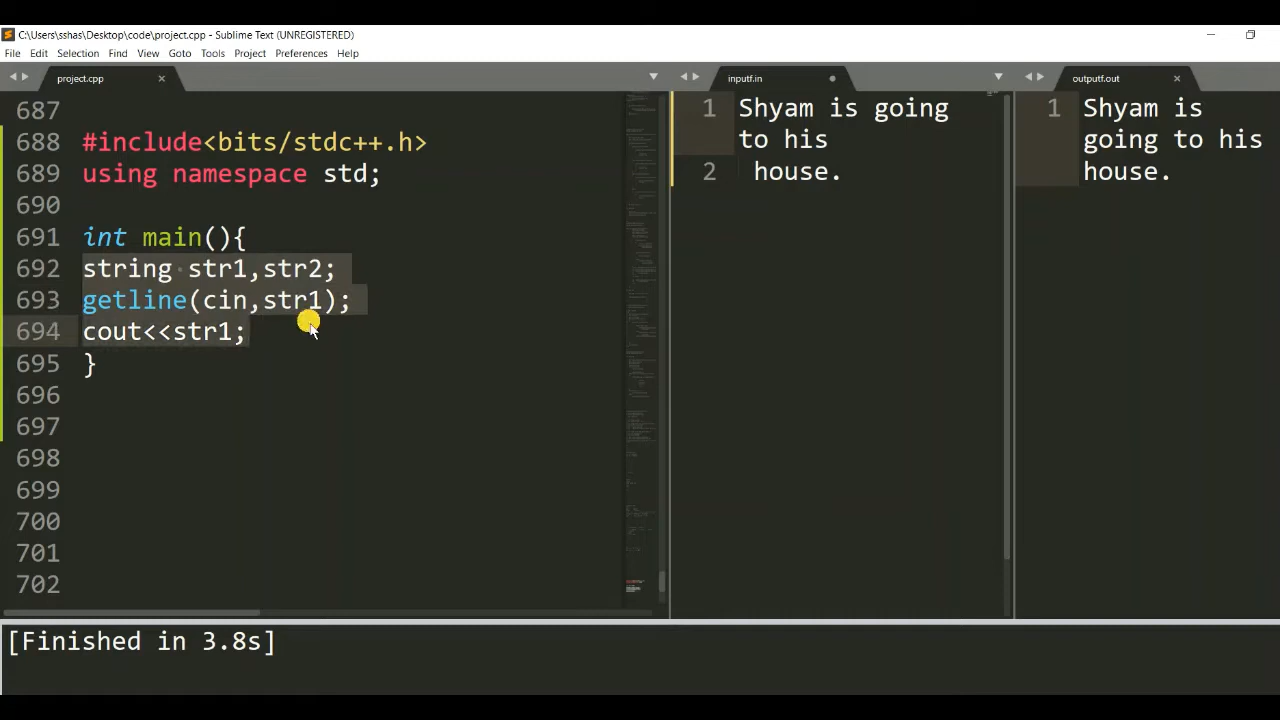 C:\Users\sshas\Desktop\code\project.cpp - Sublime Text (UNREGISTERED)
File Edit Selection Find View Goto Tools Project Preferences Help
project.cpp
inputf.in
outputf.out
687
688 #include<bits/stdc++.h>
689 using namespace std;
690
691 int main(){
692 string str1,str2;
693 getline(cin,str1);
694 cout<<str1;
695 }
696
697
698
699
700
701
702
1 Shyam is going
to his
2 house.
1 Shyam is
going to his
house.
[Finished in 3.8s]